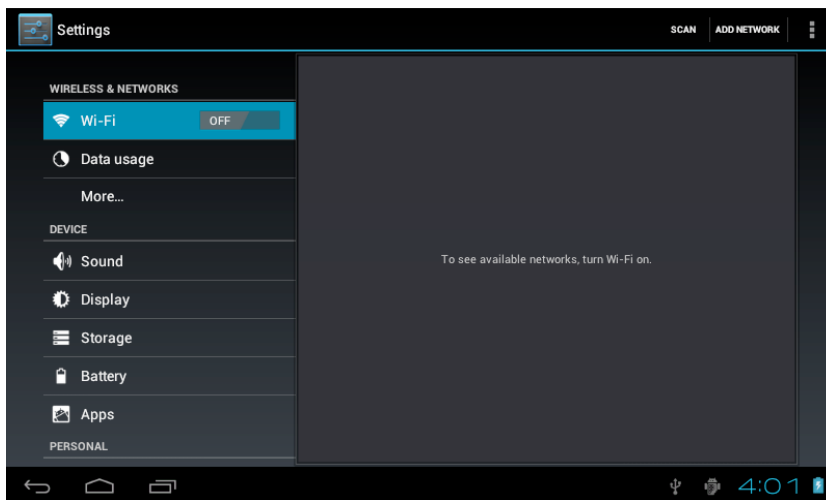 Settings
SCAN ADD NETWORK
WIRELESS & NETWORKS
Wi-Fi OFF
Data usage
More...
DEVICE
Sound
Display
Storage
Battery
Apps
PERSONAL
To see available networks, turn Wi-Fi on.
4:01